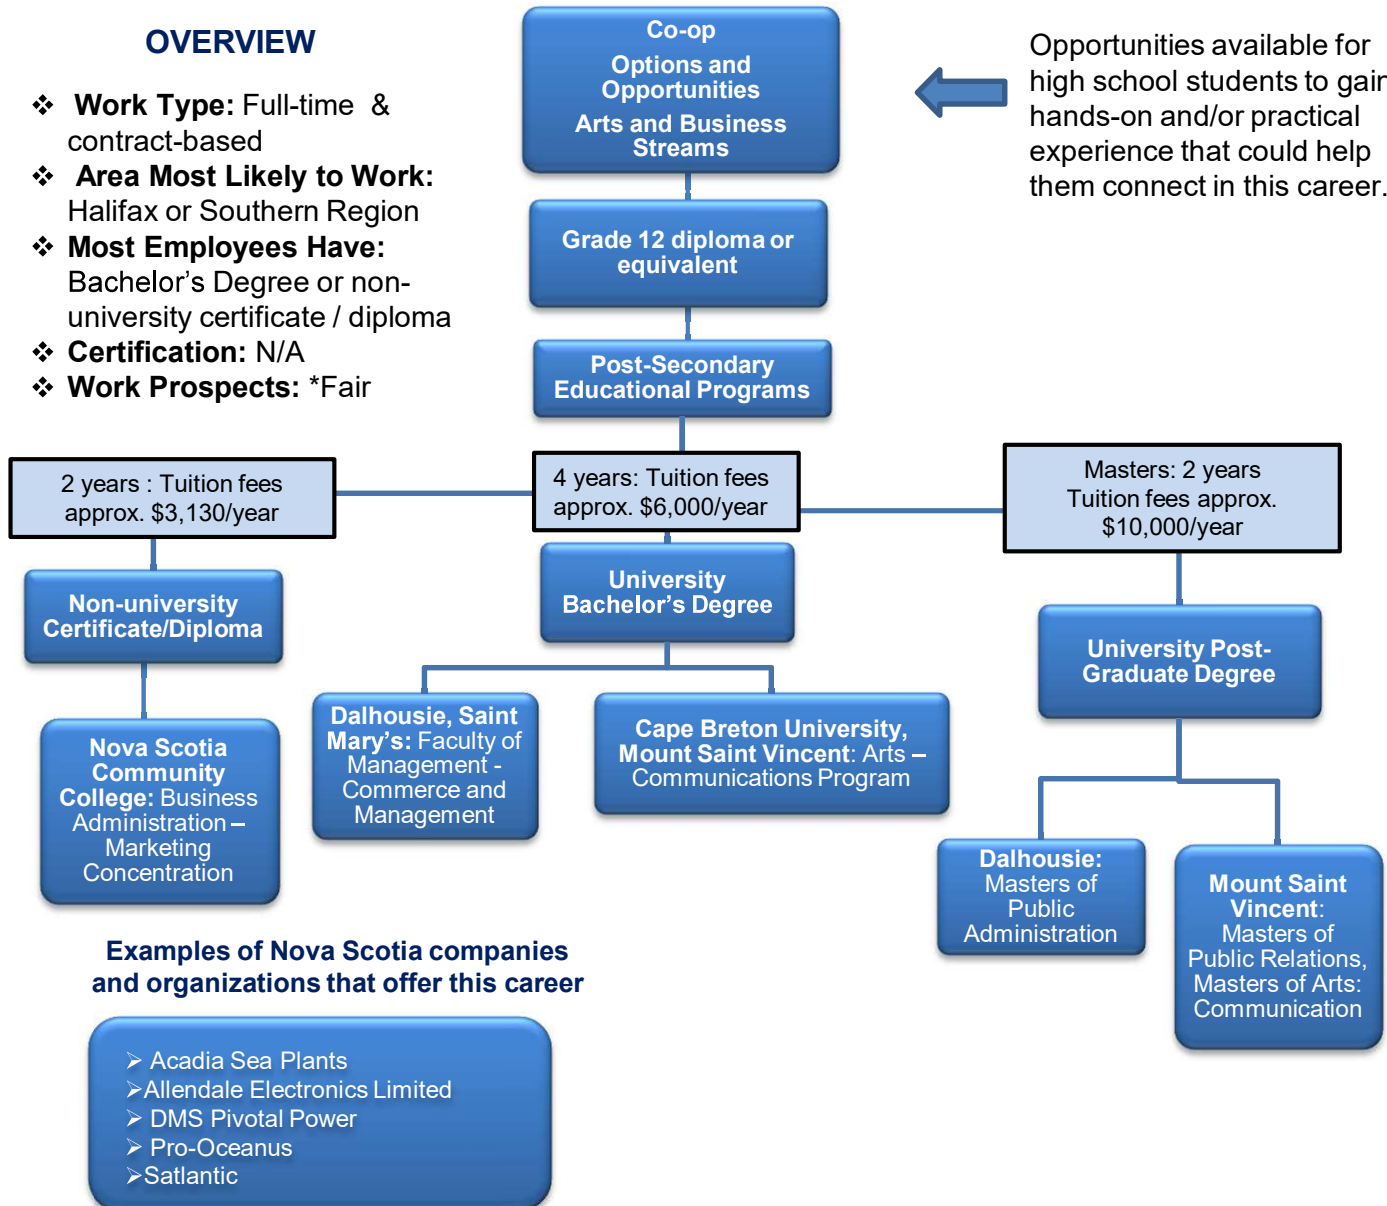 OVERVIEW
❖ Work Type: Full-time &
contract-based
❖ Area Most Likely to Work:
Halifax or Southern Region
❖ Most Employees Have:
Bachelor’s Degree or non-
university certificate / diploma
❖ Certification: N/A
❖ Work Prospects: *Fair
Co-op
Options and
Opportunities
Arts and Business
Streams
Opportunities available for
high school students to gain
hands-on and/or practical
experience that could help
them connect in this career.
Grade 12 diploma or
equivalent
Post-Secondary
Educational Programs
2 years : Tuition fees
approx. $3,130/year
4 years: Tuition fees
approx. $6,000/year
Masters: 2 years
Tuition fees approx.
$10,000/year
Non-university
Certificate/Diploma
University
Bachelor’s Degree
University Post-
Graduate Degree
Nova Scotia
Community
College: Business
Administration –
Marketing
Concentration
Dalhousie, Saint
Mary’s: Faculty of
Management -
Commerce and
Management
Cape Breton University,
Mount Saint Vincent: Arts –
Communications Program
Dalhousie:
Masters of
Public
Administration
Mount Saint
Vincent:
Masters of
Public Relations,
Masters of Arts:
Communication
Examples of Nova Scotia companies
and organizations that offer this career
➢ Acadia Sea Plants
➢Allendale Electronics Limited
➢ DMS Pivotal Power
➢ Pro-Oceanus
➢Satlantic